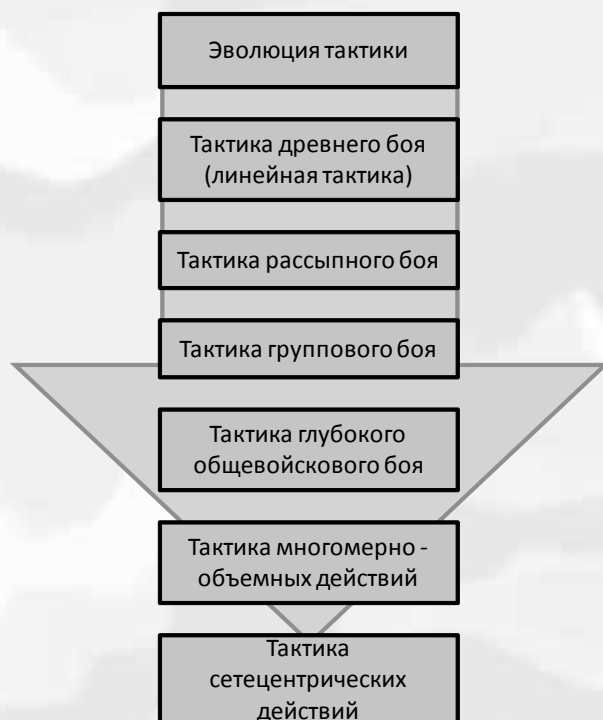 Эволюция тактики
Тактика древнего боя
(линейная тактика)
Тактика рассыпного боя
Тактика группового боя
Тактика глубокого
общевойскового боя
Тактика многомерно -
объемных действий
Тактика
сетецентрических
действий